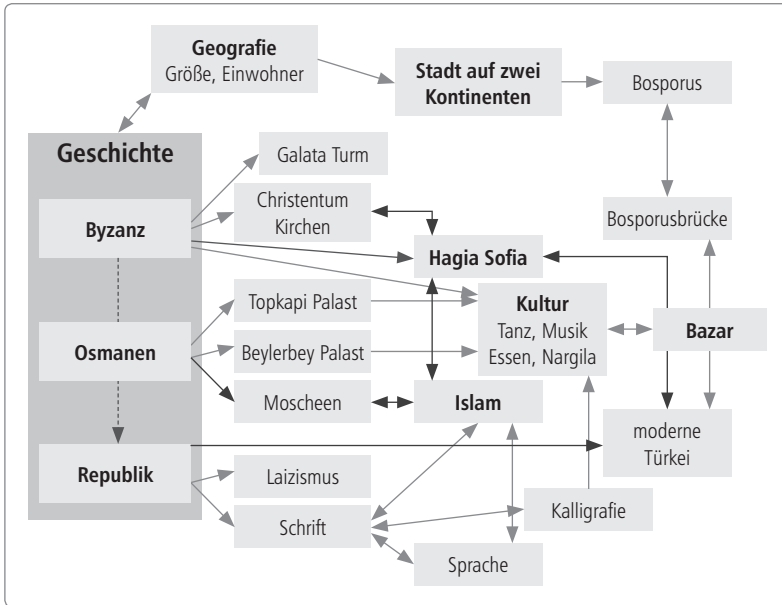 Geografie
Größe, Einwohner
Stadt auf zwei
Kontinenten
Bosporus
Geschichte
Galata Turm
Christentum
Kirchen
Byzanz
Bosporusbrücke
Hagia Sofia
Topkapi Palast
Kultur
Tanz, Musik
Essen, Nargila
Bazar
Osmanen
Beylerbey Palast
Moscheen
Islam
moderne
Türkei
Republik
Laizismus
Schrift
Kalligrafie
Sprache